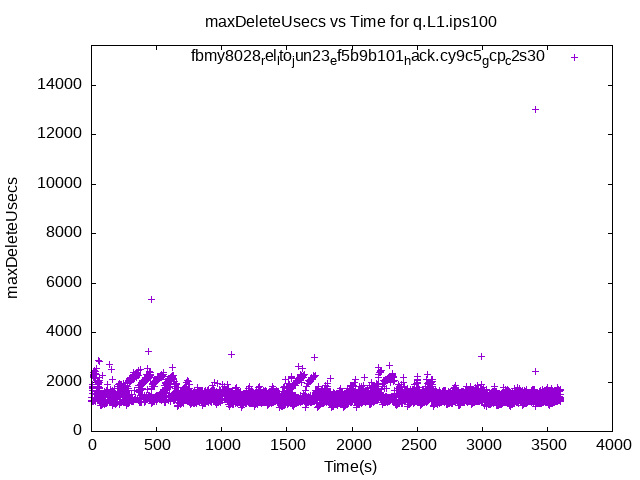 maxDeleteUsecs vs Time for q.L1.ips100
fbmy8028relltojun23ef5b9b101hack.cy9c5gcpc2s30
maxDeleteUsecs
14000
12000
10000
8000
6000
4000
2000
0
0 500 1000 1500 2000 2500 3000 3500 4000
Time(s)